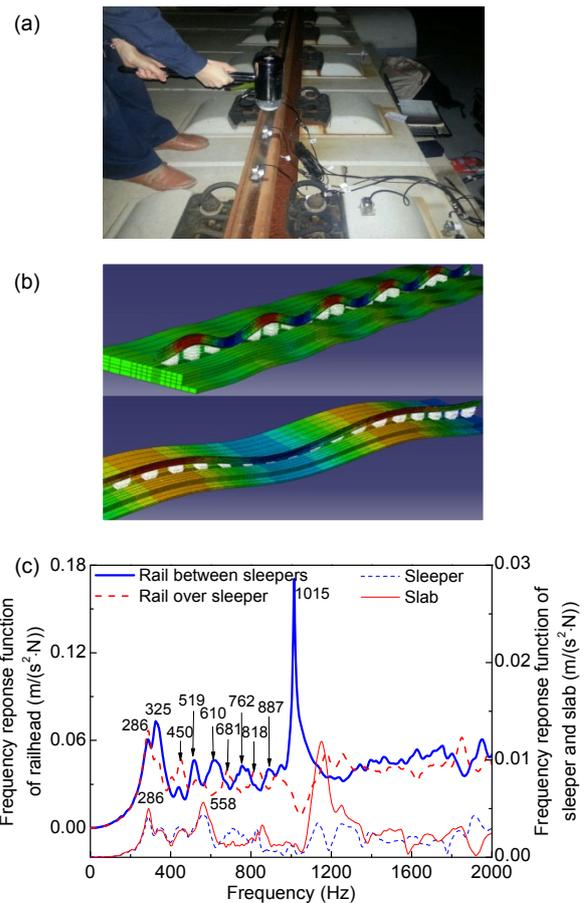 (a)
(b)
(c)
0.18
0.12
0.06
0.00
Frequency reponse function
of railhead (m/(s²·N))
Rail between sleepers
Rail over sleeper
Sleeper
Slab
1015
325
286
450
519
610
681
762
818
887
286
558
0.03
0.02
0.01
0.00
Frequency reponse function of
sleeper and slab (m/(s²·N))
0
400
800
1200
1600
2000
Frequency (Hz)